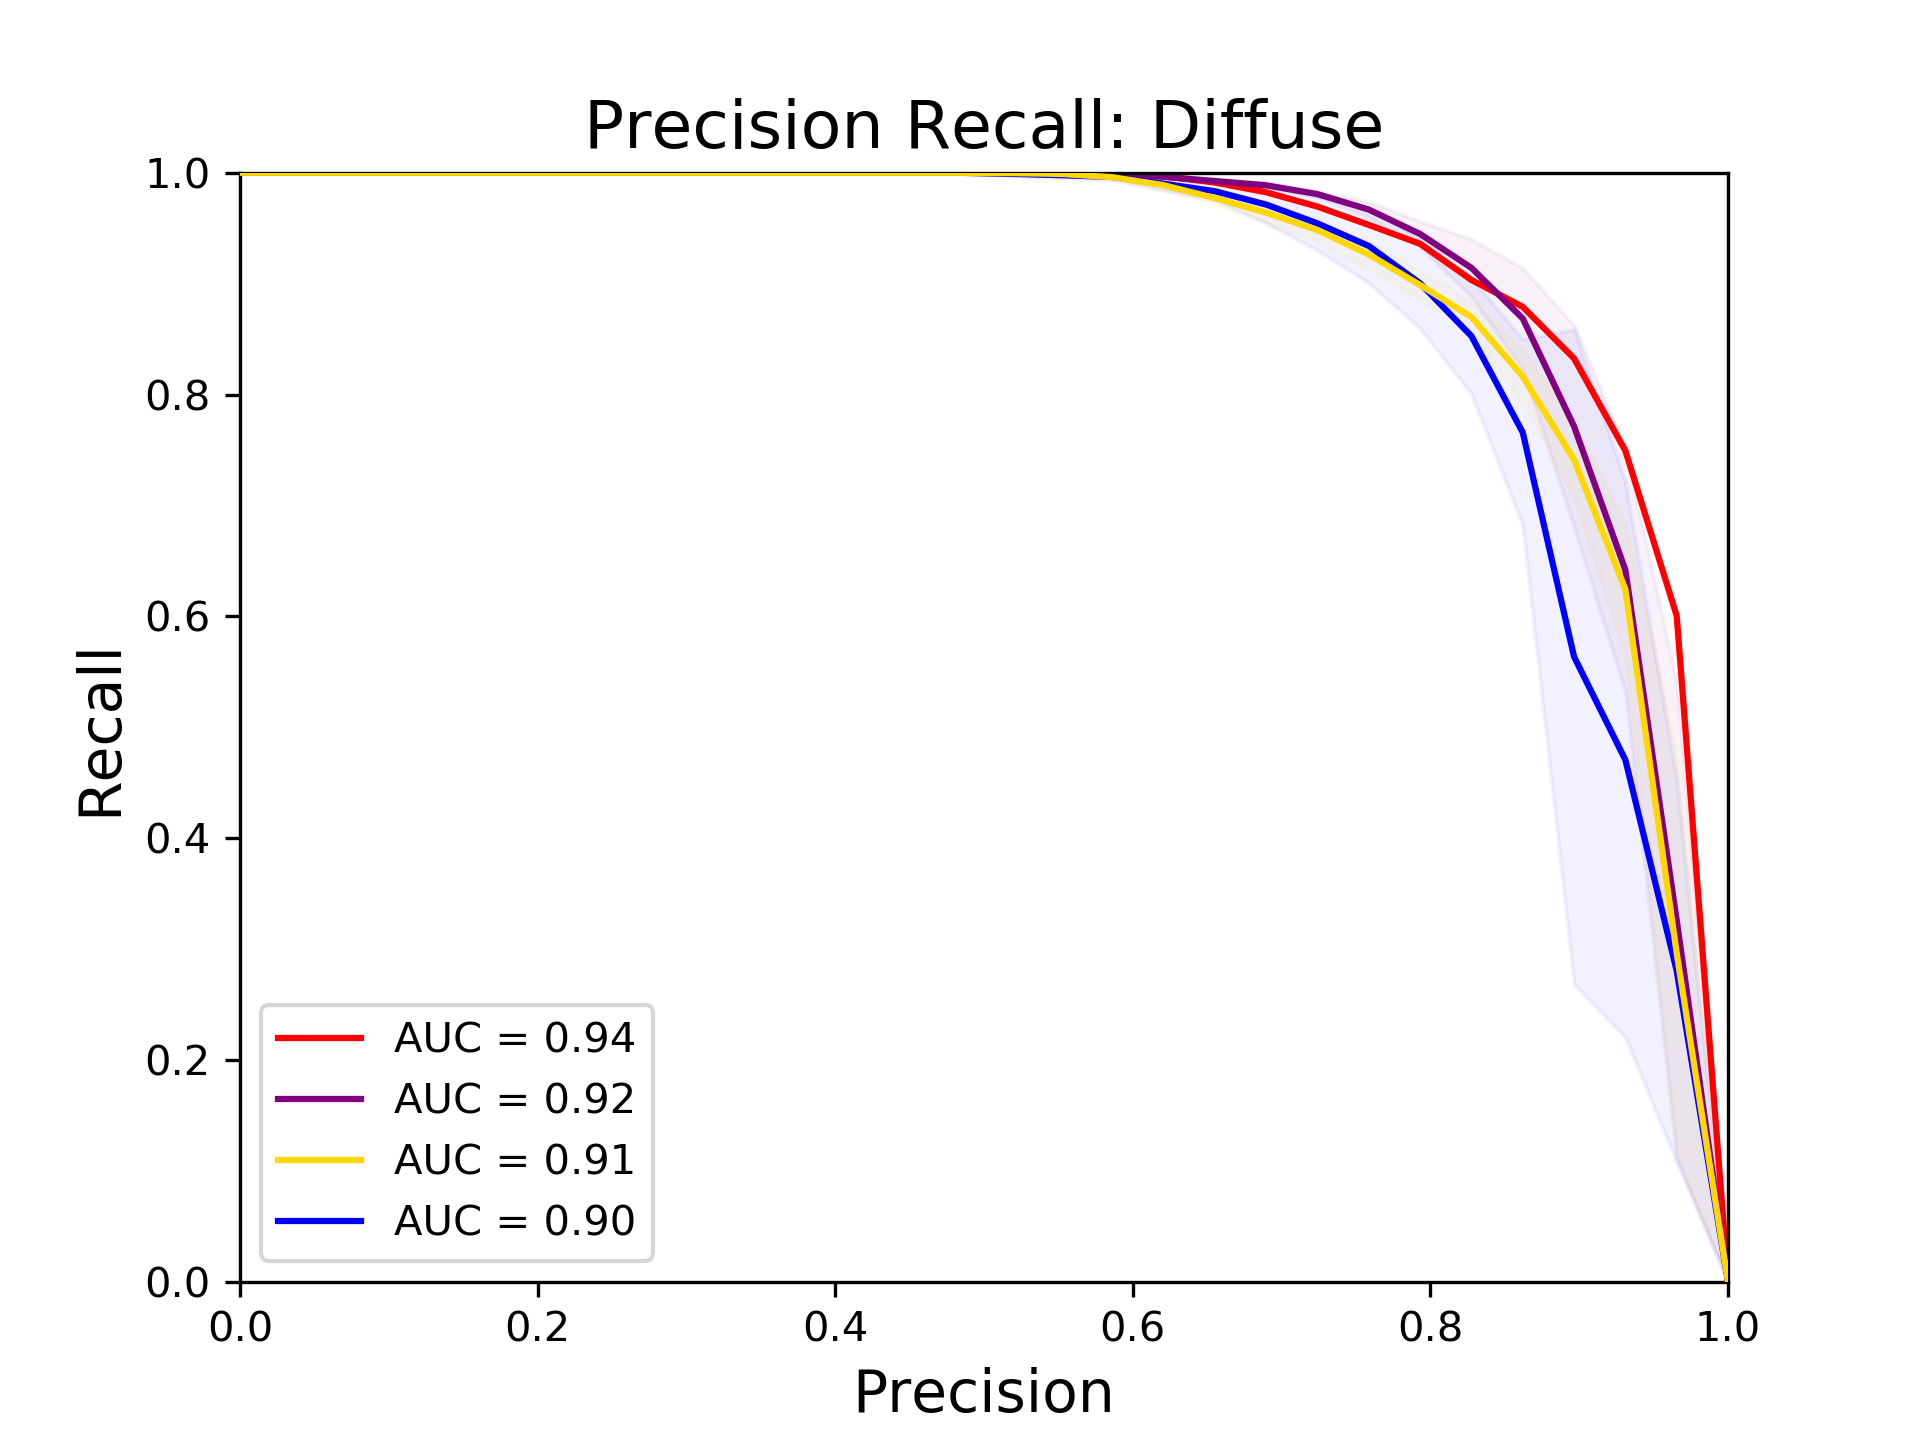 Precision Recall: Diffuse
1.0
0.8
0.6
0.4
0.2
0.0
Recall
AUC = 0.94
AUC = 0.92
AUC = 0.91
AUC = 0.90
0.0 0.2 0.4 0.6 0.8 1.0
Precision